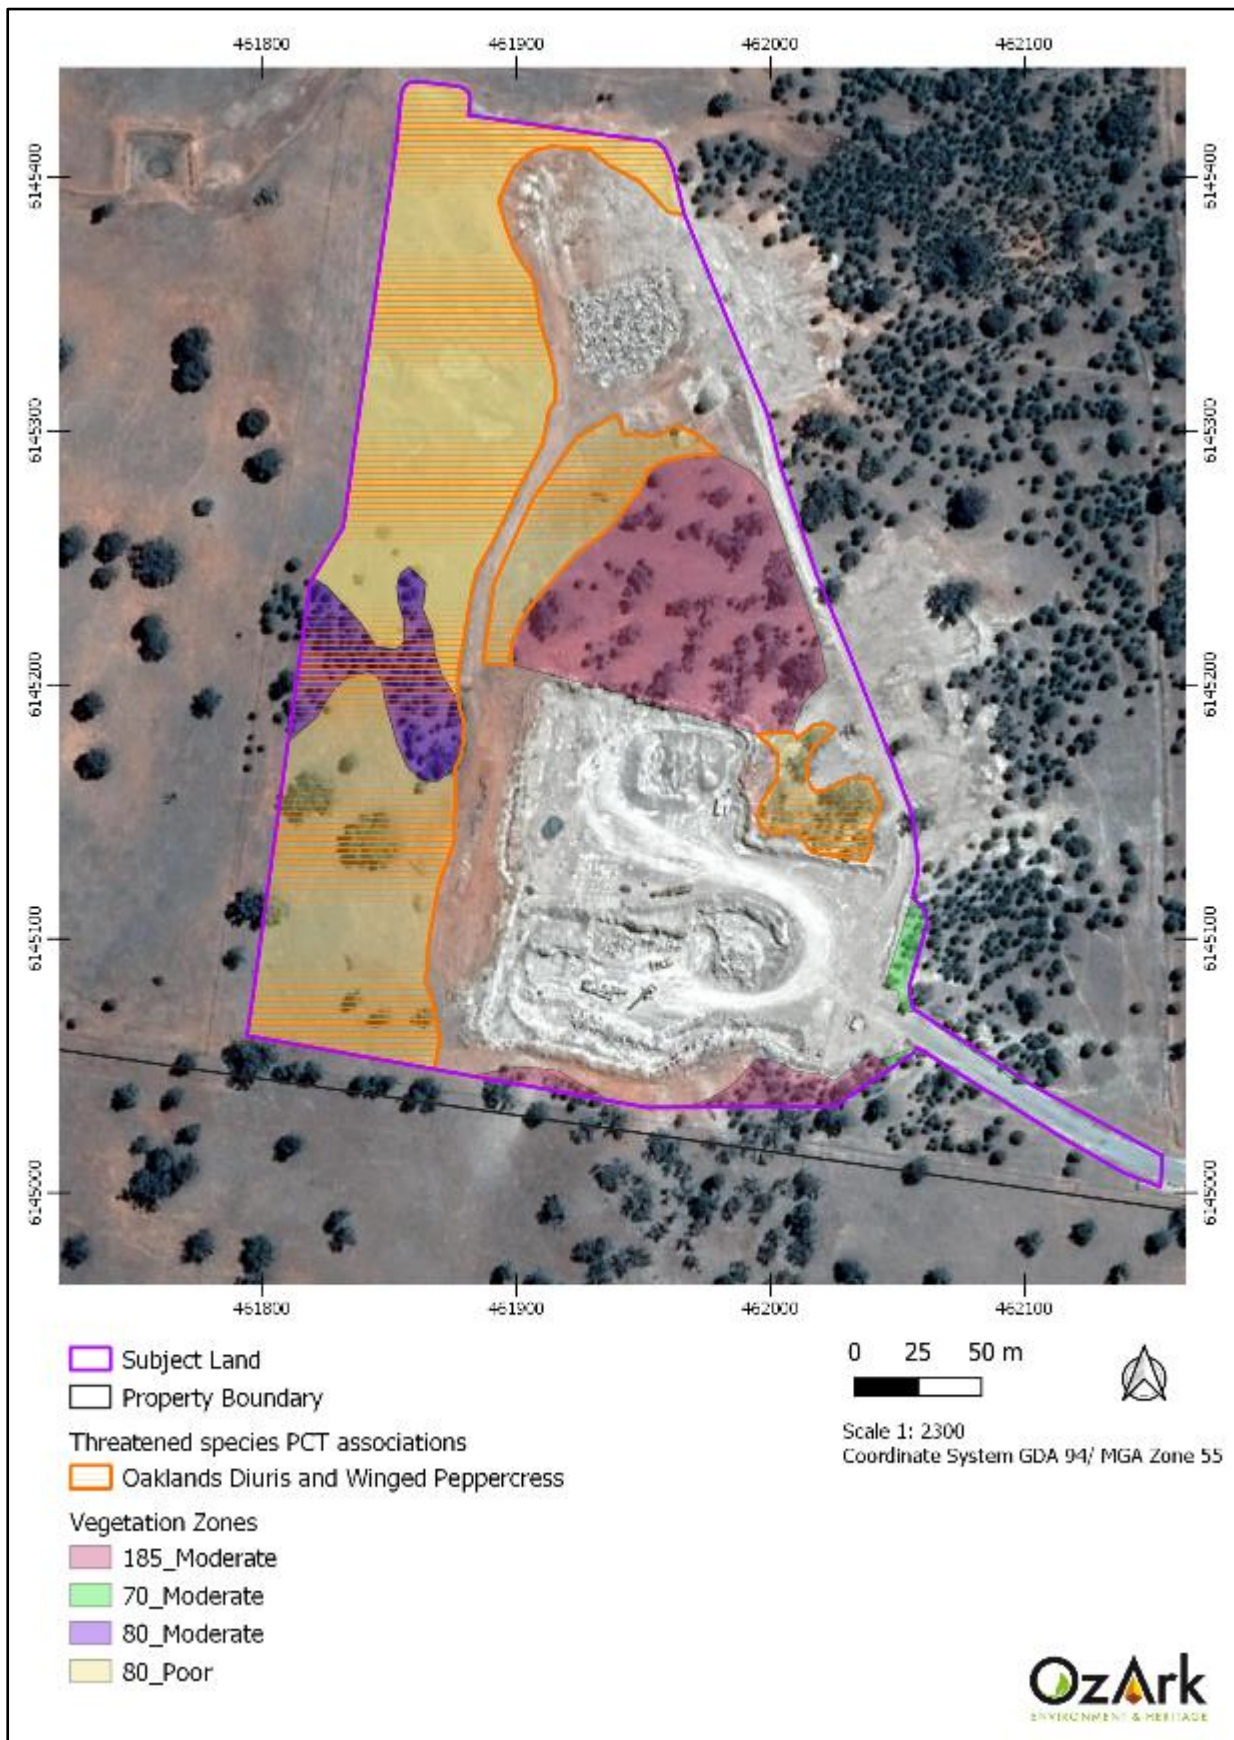 461800 461900 462000 462100
6145400 6145400
6145300 6145300
6145200 6145200
6145100 6145100
6145000 6145000
461800 461900 462000 462100
Subject Land
Property Boundary
Threatened species PCT associations
Oaklands Diuris and Winged Peppercress
Vegetation Zones
185_Moderate
70_Moderate
80_Moderate
80_Poor
0 25 50 m
Scale 1: 2300
Coordinate System GDA 94/ MGA Zone 55
OzArk
ENVIRONMENT & HERITAGE